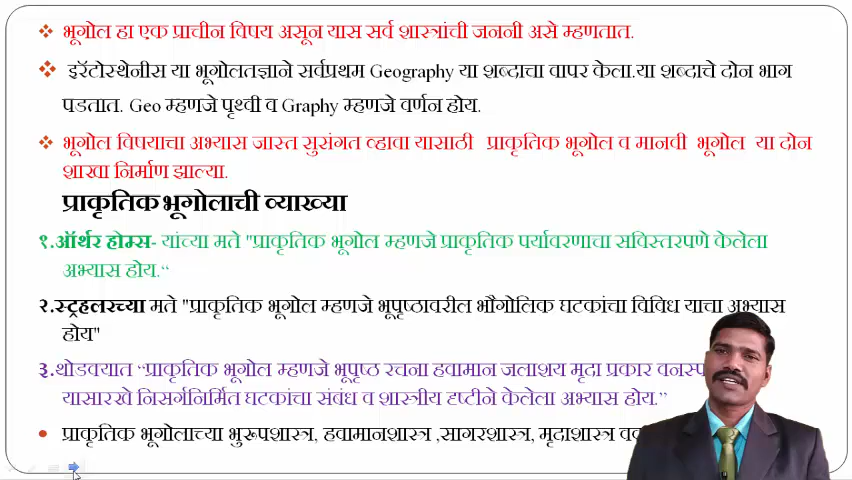 भूगोल हा एक प्राचीन विषय असून यास सर्व शास्त्रांची जननी असे म्हणतात.
इरॅटोस्थेनीस या भूगोलतज्ञाने सर्वप्रथम Geography या शब्दाचा वापर केला.या शब्दाचे दोन भाग
पडतात. Geo म्हणजे पृथ्वी व Graphy म्हणजे वर्णन होय.
भूगोल विषयाचा अभ्यास जास्त सुसंगत व्हावा यासाठी प्राकृतिक भूगोल व मानवी भूगोल या दोन
शाखा निर्माण झाल्या.
प्राकृतिक भूगोलाची व्याख्या
१.ऑर्थर होम्स- यांच्या मते "प्राकृतिक भूगोल म्हणजे प्राकृतिक पर्यावरणाचा सविस्तरपणे केलेला
अभ्यास होय.“
२.स्ट्रहलरच्या मते "प्राकृतिक भूगोल म्हणजे भूपृष्ठावरील भौगोलिक घटकांचा विविध याचा अभ्यास
होय"
३.थोडक्यात “प्राकृतिक भूगोल म्हणजे भूपृष्ठ रचना हवामान जलाशय मृदा प्रकार
यासारखे निसर्गनिर्मित घटकांचा संबंध व शास्त्रीय दृष्टीने केलेला अभ्यास होय.”
प्राकृतिक भूगोलाच्या भुरूपशास्त्र, हवामानशास्त्र ,सागरशास्त्र, मृदाशास्त्र